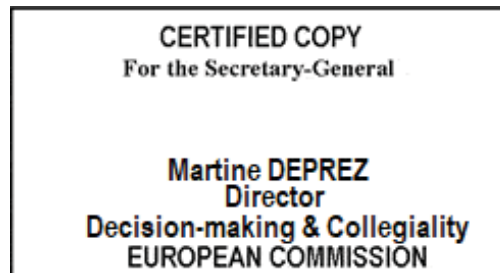 CERTIFIED COPY
For the Secretary-General
Martine DEPREZ
Director
Decision-making & Collegiality
EUROPEAN COMMISSION